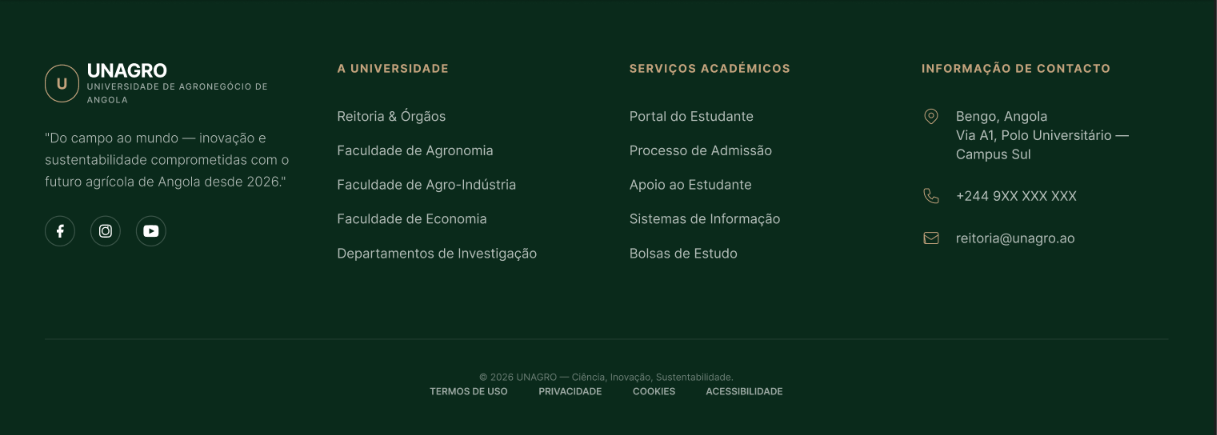 U
UNAGRO
UNIVERSIDADE DE AGRONEGÓCIO DE
ANGOLA
"Do campo ao mundo — inovação e
sustentabilidade comprometidas com o
futuro agrícola de Angola desde 2026."
A UNIVERSIDADE
Reitoria & Órgãos
Faculdade de Agronomia
Faculdade de Agro-Indústria
Faculdade de Economia
Departamentos de Investigação
SERVIÇOS ACADÉMICOS
Portal do Estudante
Processo de Admissão
Apoio ao Estudante
Sistemas de Informação
Bolsas de Estudo
INFORMAÇÃO DE CONTACTO
Bengo, Angola
Via A1, Polo Universitário —
Campus Sul
+244 9XX XXX XXX
reitoria@unagro.ao
© 2026 UNAGRO — Ciência, Inovação, Sustentabilidade.
TERMOS DE USO PRIVACIDADE COOKIES ACESSIBILIDADE